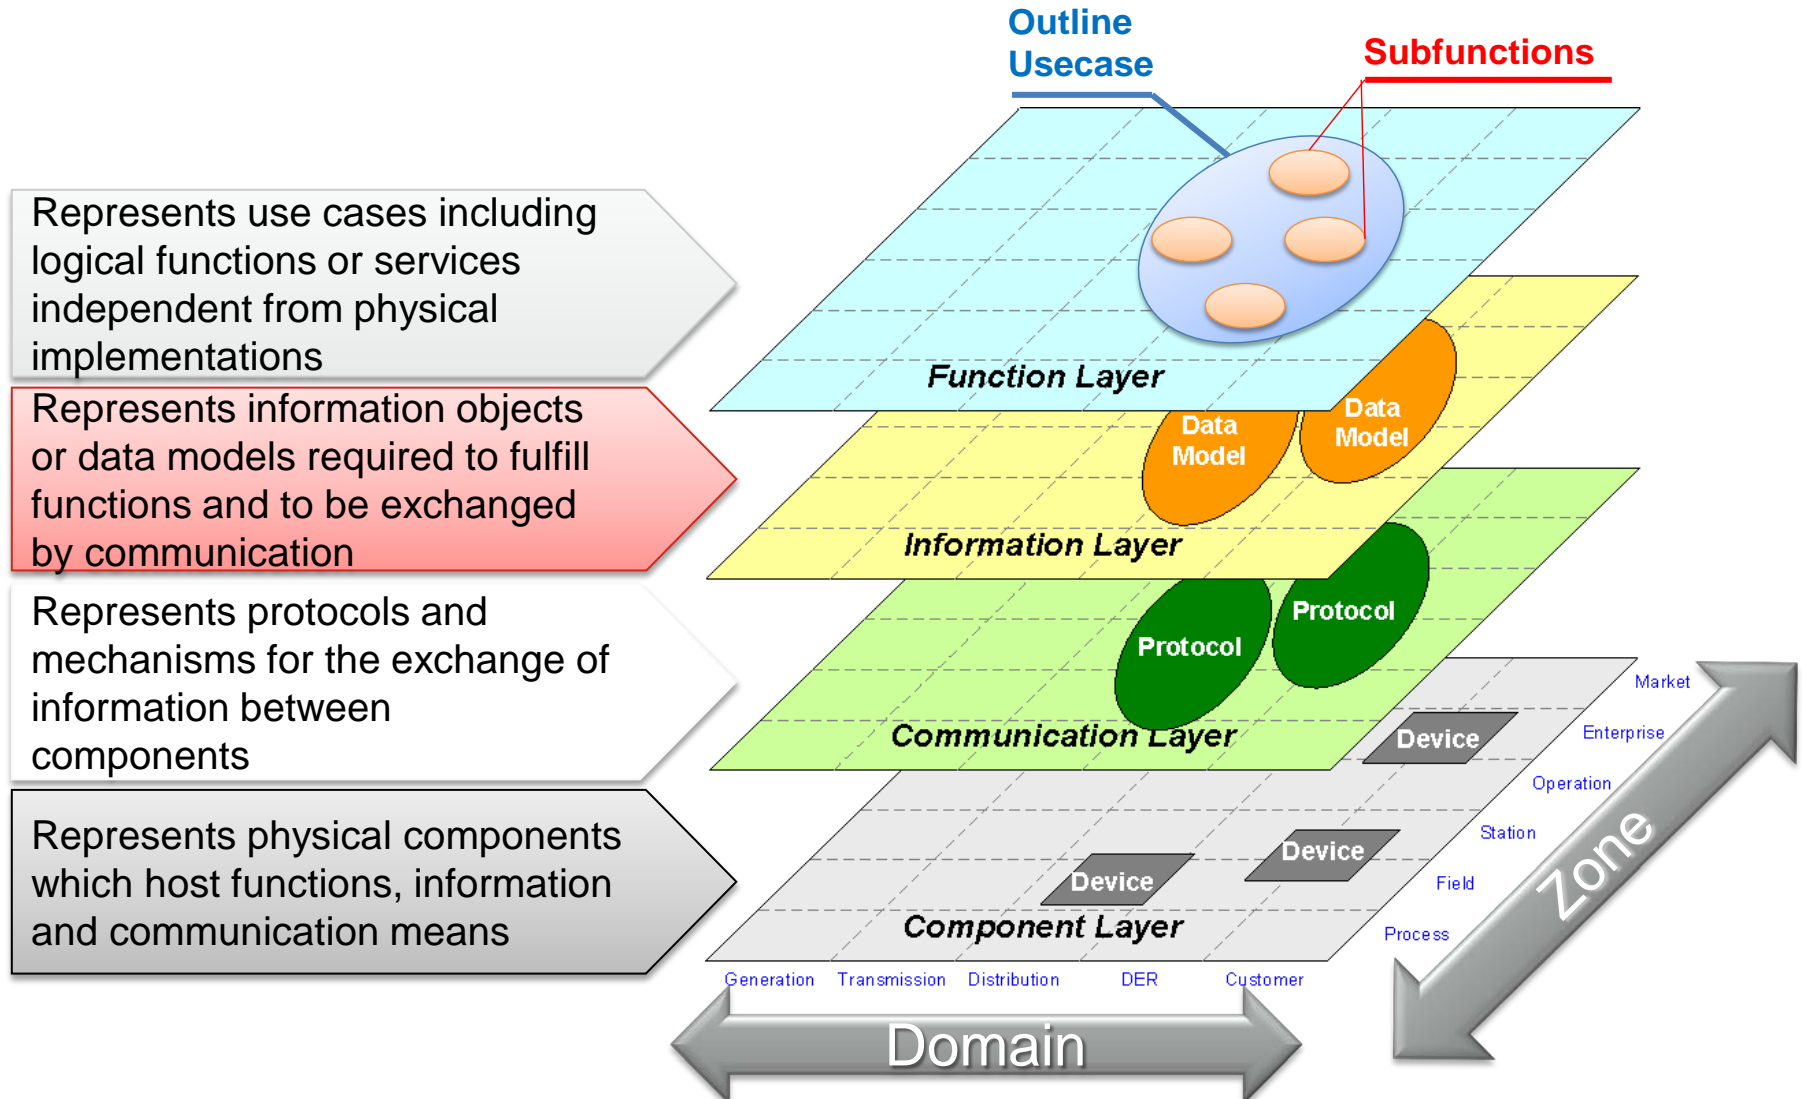 Outline
Usecase
Subfunctions
Represents use cases including
logical functions or services
independent from physical
implementations
Function Layer
Represents information objects
or data models required to fulfill
functions and to be exchanged
by communication
Data
Model
Data
Model
Information Layer
Represents protocols and
mechanisms for the exchange of
information between
components
Protocol
Protocol
Communication Layer
Represents physical components
which host functions, information
and communication means
Device
Device
Device
Component Layer
Market
Enterprise
Operation
Station
Field
Process
Zone
Generation Transmission Distribution DER Customer
Domain